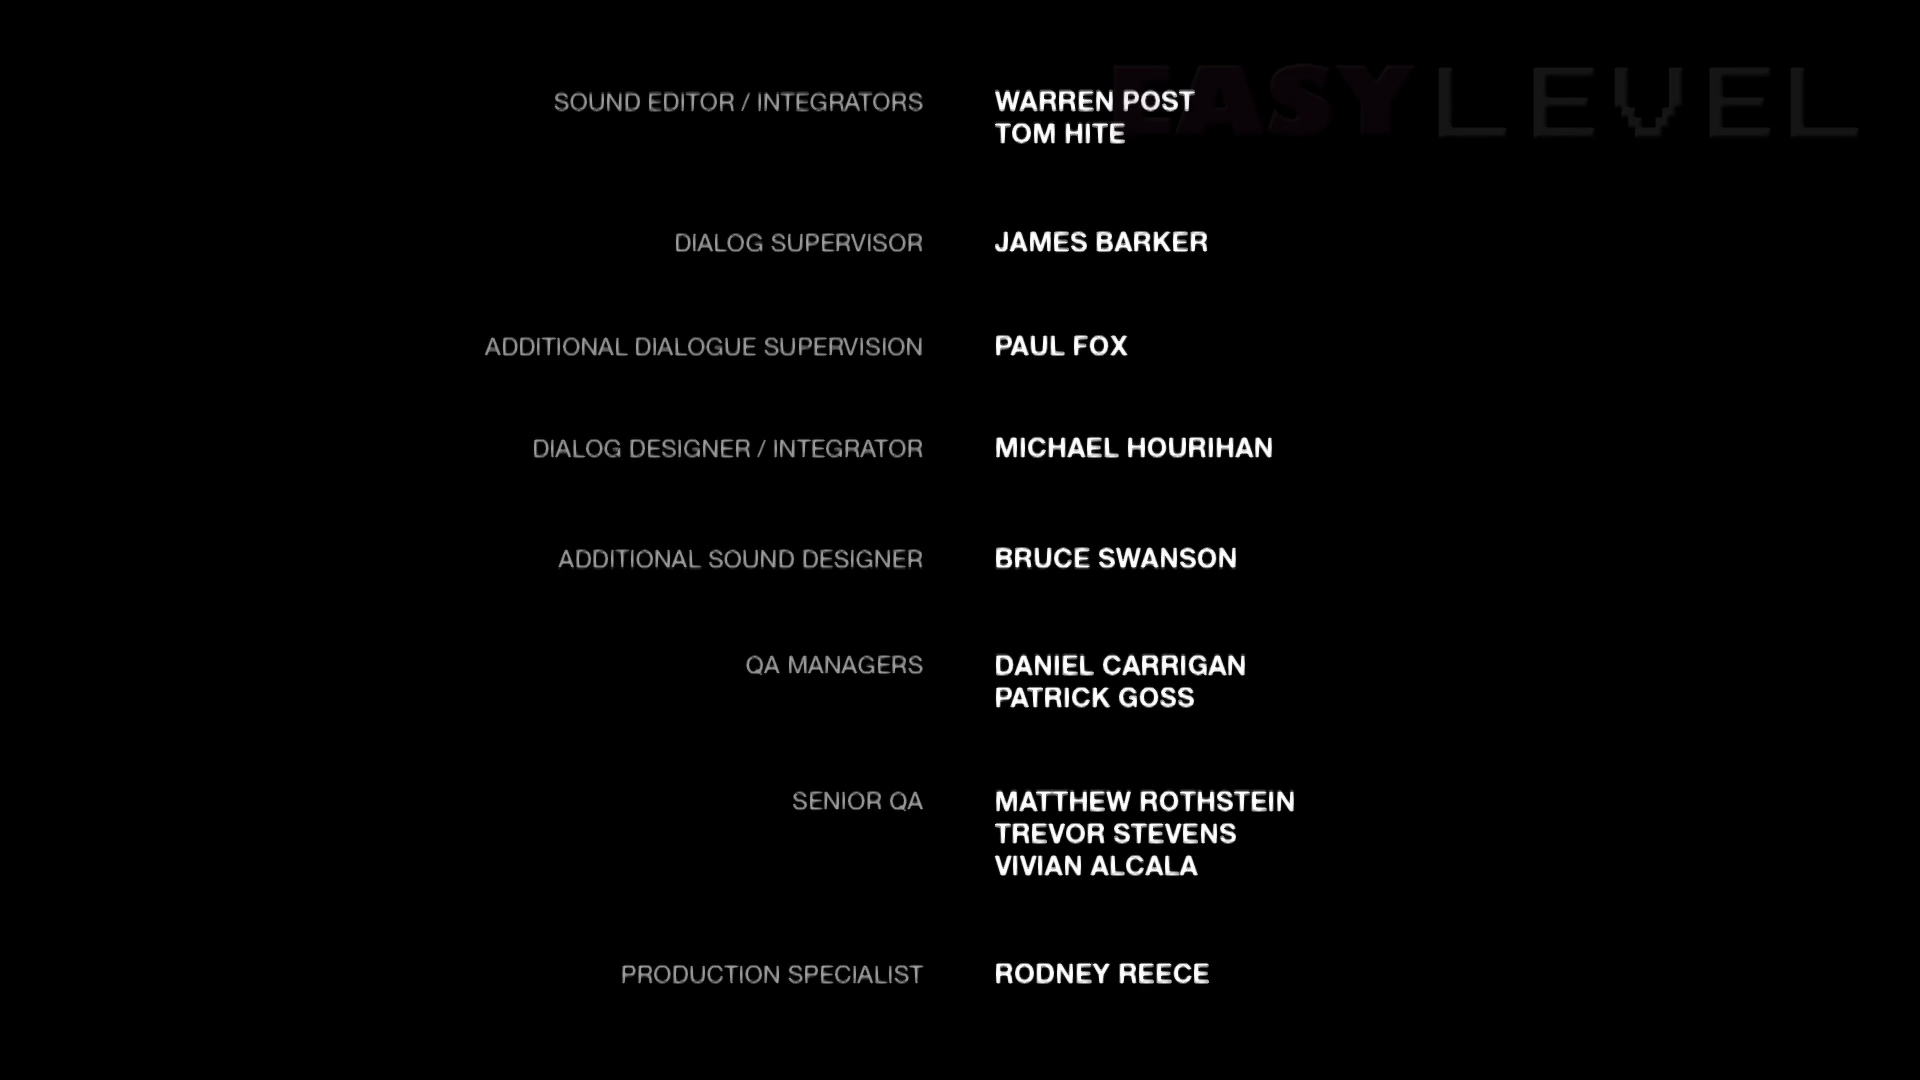 EASY LEVEL
SOUND EDITOR / INTEGRATORS WARREN POST
TOM HITE
DIALOG SUPERVISOR JAMES BARKER
ADDITIONAL DIALOGUE SUPERVISION PAUL FOX
DIALOG DESIGNER / INTEGRATOR MICHAEL HOURIHAN
ADDITIONAL SOUND DESIGNER BRUCE SWANSON
QA MANAGERS DANIEL CARRIGAN
PATRICK GOSS
SENIOR QA MATTHEW ROTHSTEIN
TREVOR STEVENS
VIVIAN ALCALA
PRODUCTION SPECIALIST RODNEY REECE